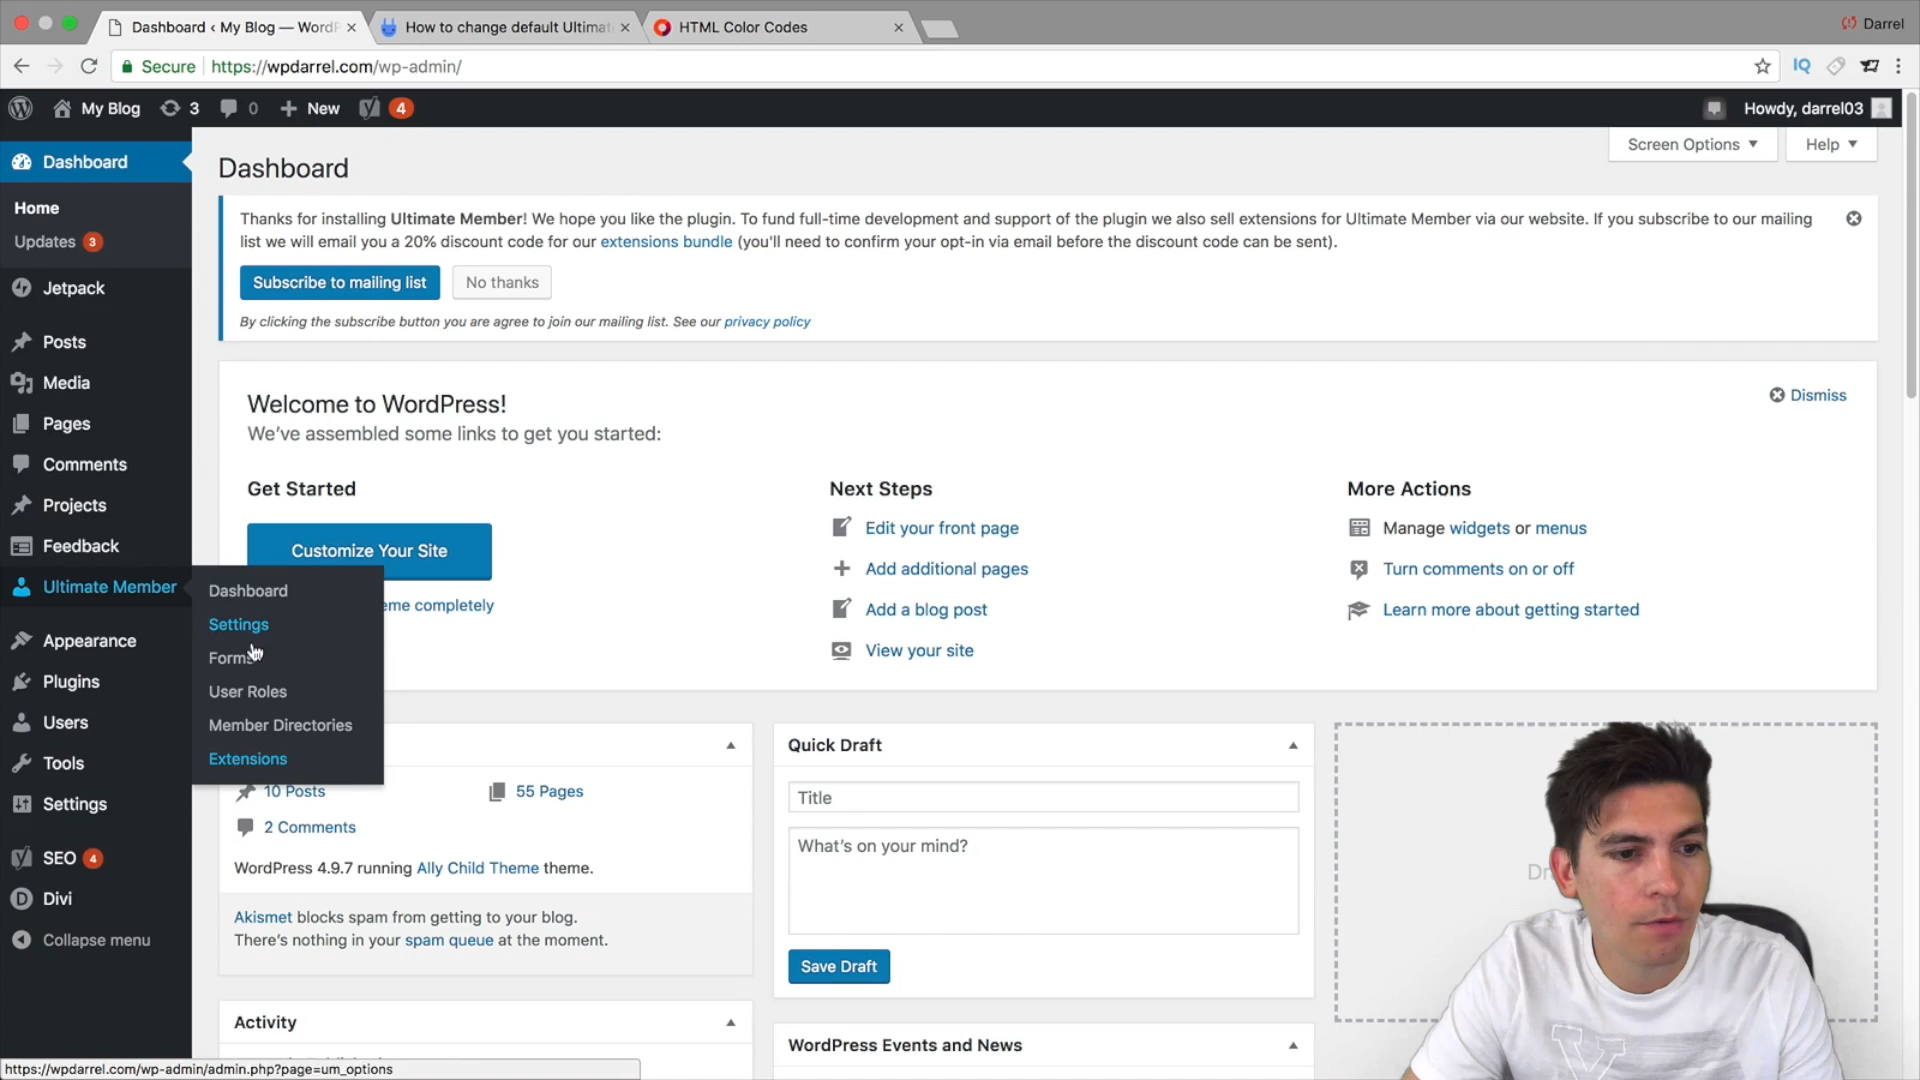 Dashboard ‹ My Blog — WordP
How to change default Ultimat
HTML Color Codes
Darrel
Secure
https://wpdarrel.com/wp-admin/
IQ
My Blog
3
0
New
4
Howdy, darrel03
Dashboard
Home
Updates 3
Jetpack
Posts
Media
Pages
Comments
Projects
Feedback
Ultimate Member
Appearance
Plugins
Users
Tools
Settings
SEO 4
Divi
Collapse menu
Dashboard
Settings
Forms
User Roles
Member Directories
Extensions
Dashboard
Screen Options
Help
Thanks for installing Ultimate Member! We hope you like the plugin. To fund full-time development and support of the plugin we also sell extensions for Ultimate Member via our website. If you subscribe to our mailing
list we will email you a 20% discount code for our extensions bundle (you'll need to confirm your opt-in via email before the discount code can be sent).
Subscribe to mailing list
No thanks
By clicking the subscribe button you are agree to join our mailing list. See our privacy policy
Welcome to WordPress!
Dismiss
We've assembled some links to get you started:
Get Started
Customize Your Site
eme completely
Next Steps
Edit your front page
Add additional pages
Add a blog post
View your site
More Actions
Manage widgets or menus
Turn comments on or off
Learn more about getting started
10 Posts
55 Pages
2 Comments
WordPress 4.9.7 running Ally Child Theme theme.
Akismet blocks spam from getting to your blog.
There's nothing in your spam queue at the moment.
Activity
Quick Draft
Title
What's on your mind?
Save Draft
WordPress Events and News
https://wpdarrel.com/wp-admin/admin.php?page=um_options